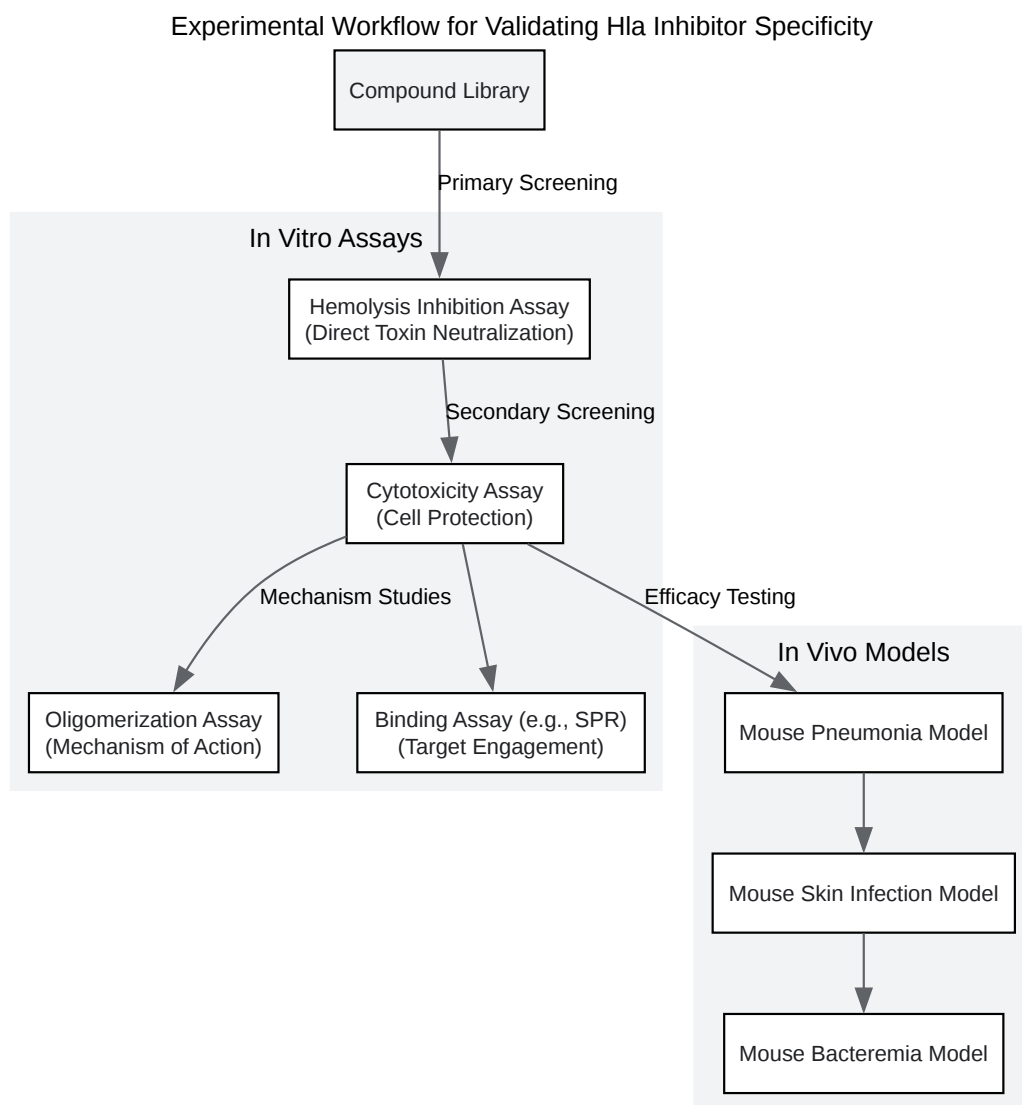 Experimental Workflow for Validating Hla Inhibitor Specificity
Compound Library
Primary Screening
In Vitro Assays
Hemolysis Inhibition Assay
(Direct Toxin Neutralization)
Secondary Screening
Cytotoxicity Assay
(Cell Protection)
Mechanism Studies
Efficacy Testing
In Vivo Models
Oligomerization Assay
(Mechanism of Action)
Binding Assay (e.g., SPR)
(Target Engagement)
Mouse Pneumonia Model
Mouse Skin Infection Model
Mouse Bacteremia Model